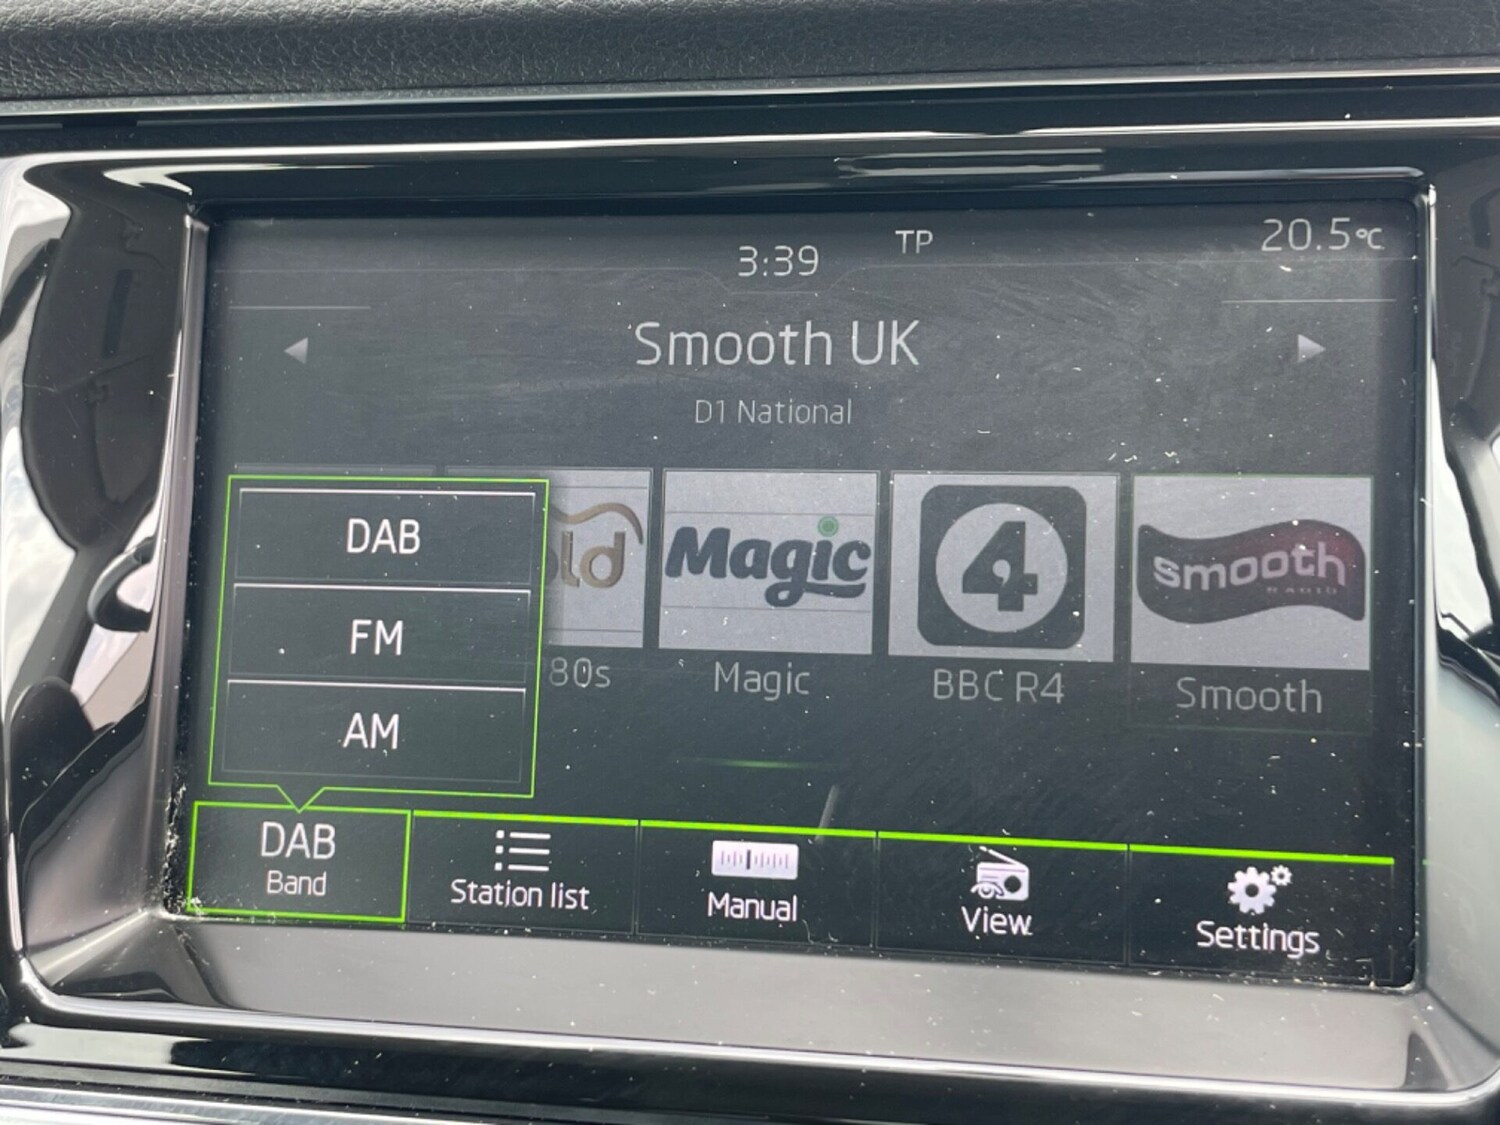 3:39 TP 20.5°C
Smooth UK
D1 National
DAB
FM
AM
Magic
4
smooth
RADIO
80s
Magic
BBC R4
Smooth
DAB
Band
Station list
Manual
View
Settings